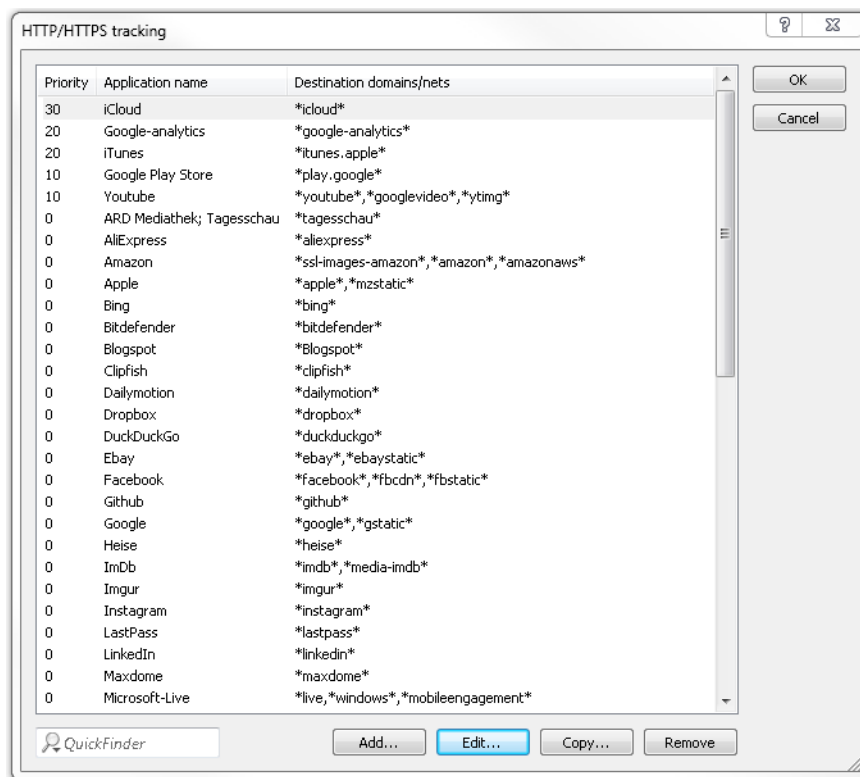 HTTP/HTTPS tracking
Priority Application name Destination domains/nets
30 iCloud *icloud*
20 Google-analytics *google-analytics*
20 iTunes *itunes.apple*
10 Google Play Store *play.google*
10 Youtube *youtube*,*googlevideo*,*ytimg*
0 ARD Mediathek; Tagesschau *tagesschau*
0 AliExpress *aliexpress*
0 Amazon *ssl-images-amazon*,*amazon*,*amazonaws*
0 Apple *apple*,*mzstatic*
0 Bing *bing*
0 Bitdefender *bitdefender*
0 Blogspot *Blogspot*
0 Clipfish *clipfish*
0 Dailymotion *dailymotion*
0 Dropbox *dropbox*
0 DuckDuckGo *duckduckgo*
0 Ebay *ebay*,*ebaystatic*
0 Facebook *facebook*,*fbcdn*,*fbstatic*
0 Github *github*
0 Google *google*,*gstatic*
0 Heise *heise*
0 ImDb *imdb*,*media-imdb*
0 Imgur *imgur*
0 Instagram *instagram*
0 LastPass *lastpass*
0 LinkedIn *linkedin*
0 Maxdome *maxdome*
0 Microsoft-Live *live,*windows*,*mobileengagement*
OK
Cancel
QuickFinder
Add...
Edit...
Copy...
Remove